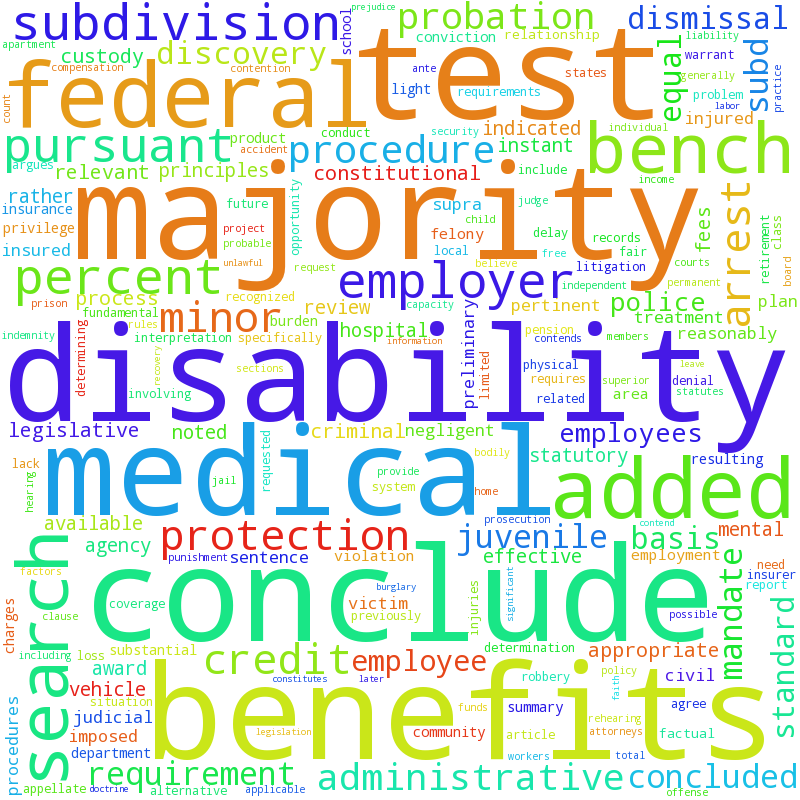 prejudice
subdivision
probation
dismissal
school
apartment
custody
discovery
conviction
relationship
test
equal
subd
liability
warrant
federal
compensation
contention
light
ante
requirements
states
generally
problem
practice
labor
count
pursuant
argues
product
accident
conduct
procedure
security
indicated
instant
individual
injured
bench
relevant
principles
constitutional
include
income
rather
insurance
privilege
insured
majority
future
project
probable
unlawful
opportunity
request
supra
child
judge
felony
local
free
believe
delay
records
fair
litigation
independent
courts
permanent
fees
arrest
retirement
class
board
percent
employer
capacity
prison
process
fundamental
recognized
minor
review
pension
pertinent
police
treatment
members
plan
reasonably
indemnity
determining
rules
interpretation
specifically
burden
hospital
information
contends
preliminary
limited
recovery
sections
involving
disability
physical
requires
related
area
superior
denial
statutes
leave
legislative
noted
criminal
negligent
employees
statutory
resulting
lack
hearing
jail
requested
medical
bodily
provide
system
home
added
available
protection
prosecution
juvenile
contend
basis
mental
agency
punishment
sentence
violation
effective
employment
need
insurer
report
search
factors
coverage
clause
conclude
burglary
victim
previously
injuries
significant
possible
mandate
standard
charges
including
loss
substantial
determination
appropriate
award
credit
employee
robbery
policy
civil
vehicle
situation
constitutes
later
benefits
faith
agree
judicial
imposed
legislation
community
funds
summary
article
rehearing
attorneys
factual
procedures
department
workers
total
requirement
administrative
concluded
appellate
doctrine
alternative
applicable
offense